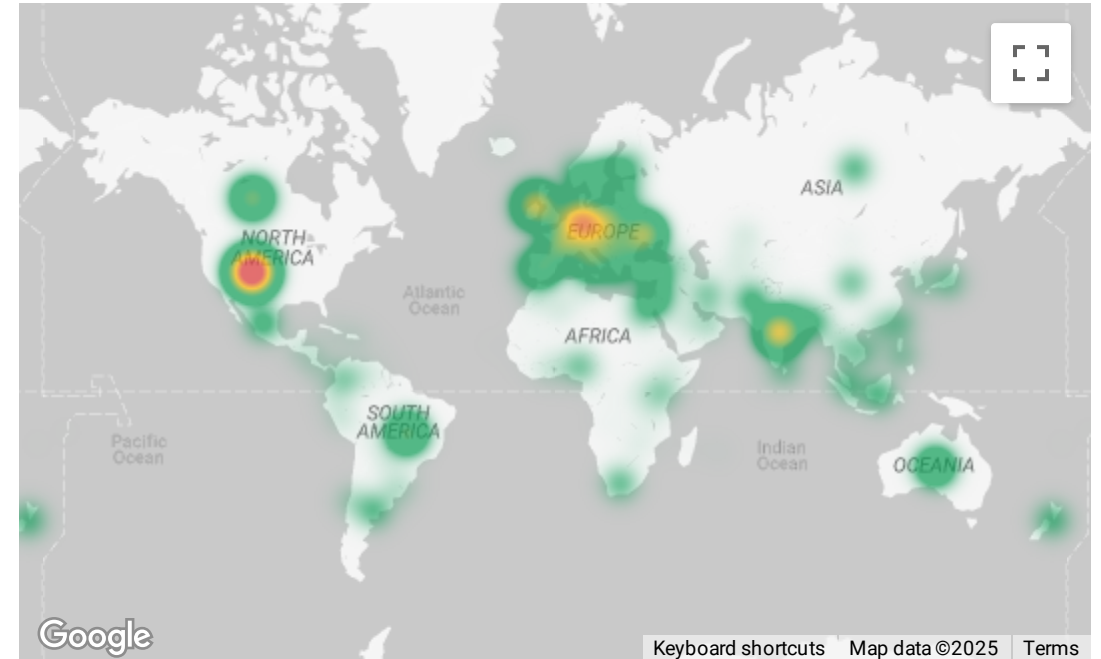 ASIA
NORTH
AMERICA
EUROPE
Atlantic
Ocean
AFRICA
SOUTH
AMERICA
Pacific
Ocean
Indian
Ocean
OCEANIA
Google
Keyboard shortcuts
Map data ©2025
Terms